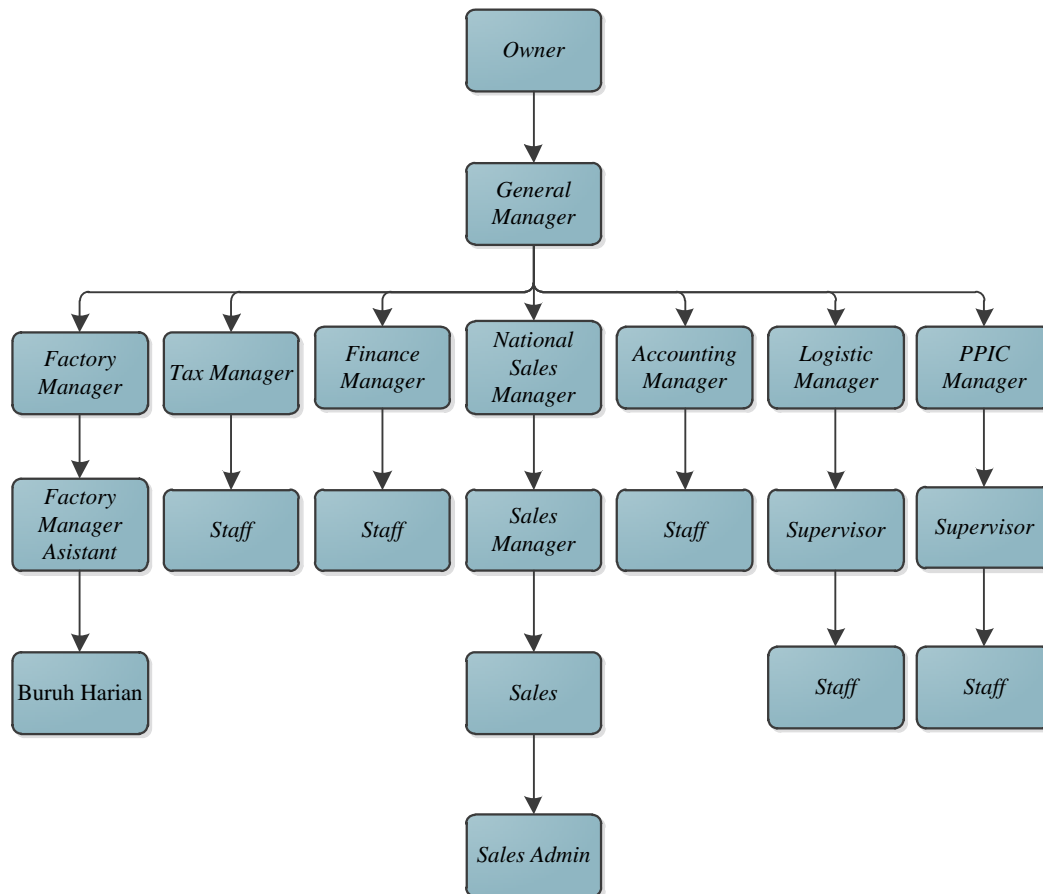 Owner
General
Manager
Factory
Manager
Tax Manager
Finance
Manager
National
Sales
Manager
Accounting
Manager
Logistic
Manager
PPIC
Manager
Factory
Manager
Asistant
Staff
Staff
Sales
Manager
Staff
Supervisor
Supervisor
Buruh Harian
Sales
Staff
Staff
Sales Admin